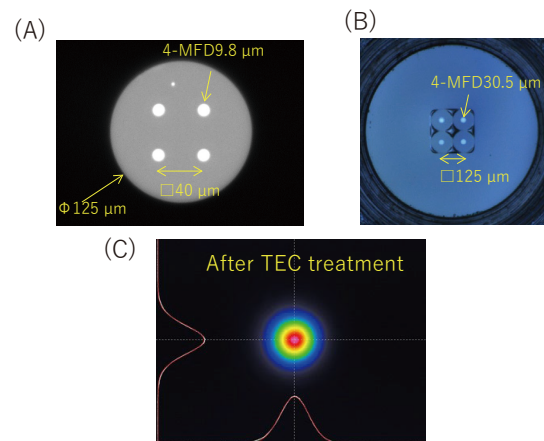 (A)
4-MFD9.8 μm
□40 μm
Φ125 μm
(B)
4-MFD30.5 μm
□125 μm
(C)
After TEC treatment